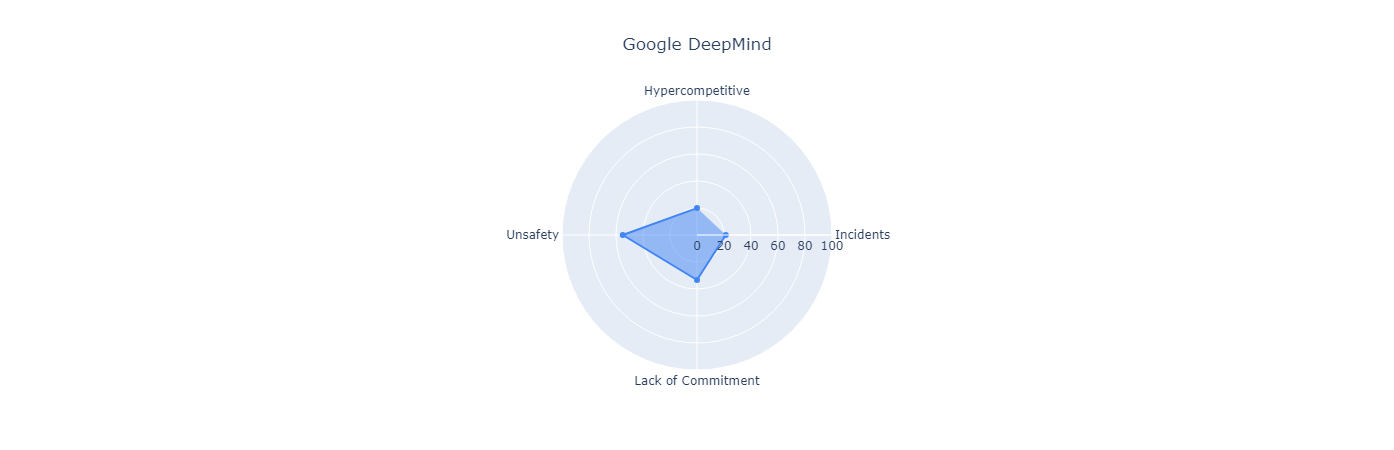 Google DeepMind
Hypercompetitive
Unsafety
Incidents
0 20 40 60 80 100
Lack of Commitment